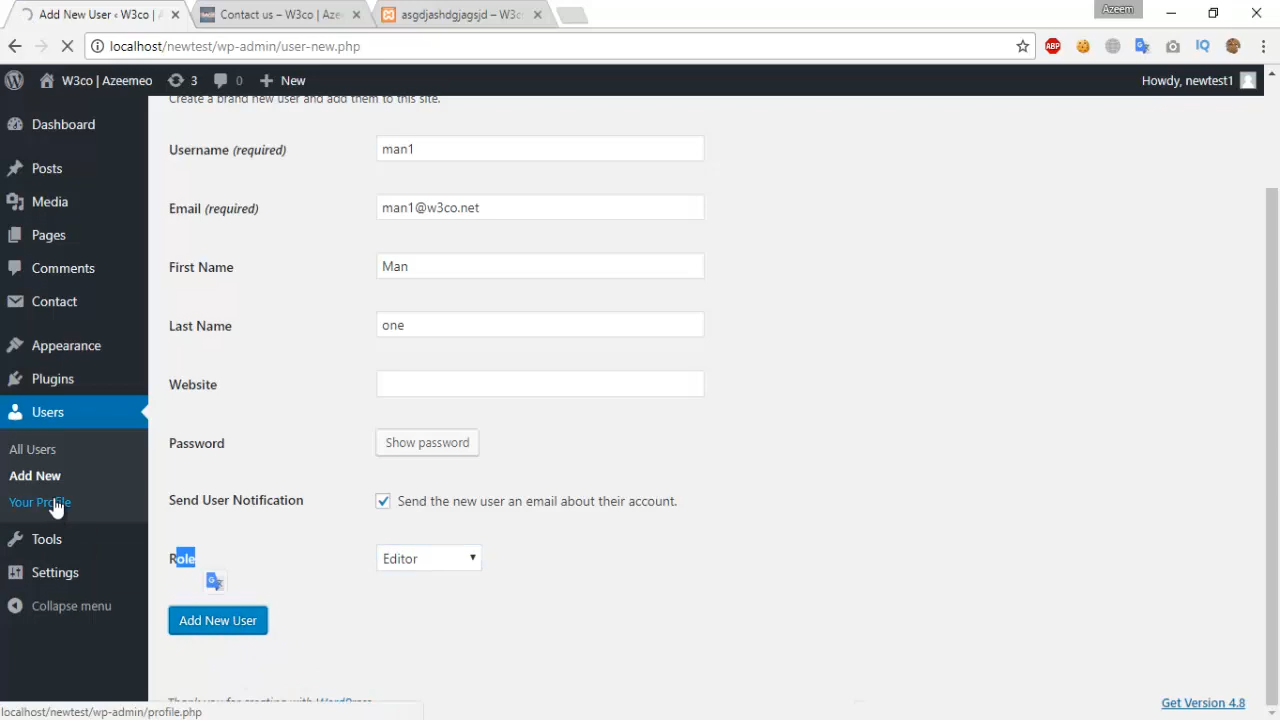 Add New User < W3co | A
Contact us – W3co | Aze
asgdjashdgjagsjd – W3c
Azeem
localhost/newtest/wp-admin/user-new.php
ABP
IQ
W3co | Azeemeo
3
0
New
Howdy, newtest1
Create a brand new user and add them to this site.
Dashboard
Posts
Media
Pages
Comments
Contact
Appearance
Plugins
Users
All Users
Add New
Your Profile
Tools
Settings
Collapse menu
Username (required)
man1
Email (required)
man1@w3co.net
First Name
Man
Last Name
one
Website
Password
Show password
Send User Notification
Send the new user an email about their account.
Role
Editor
Add New User
Thank you for creating with WordPress.
Get Version 4.8
localhost/newtest/wp-admin/profile.php